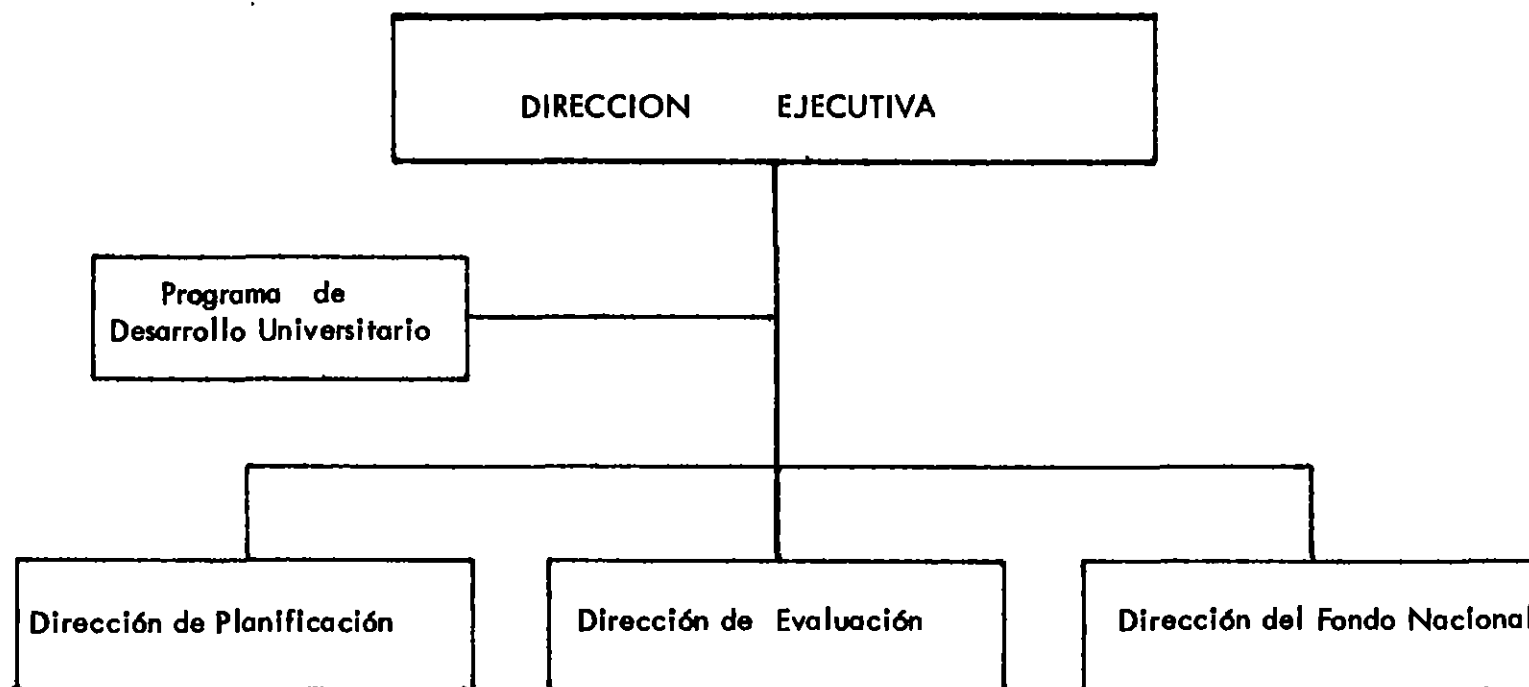 DIRECCION EJECUTIVA
Programa de
Desarrollo Universitario
Dirección de Planificación
Dirección de Evaluación
Dirección del Fondo Nacional